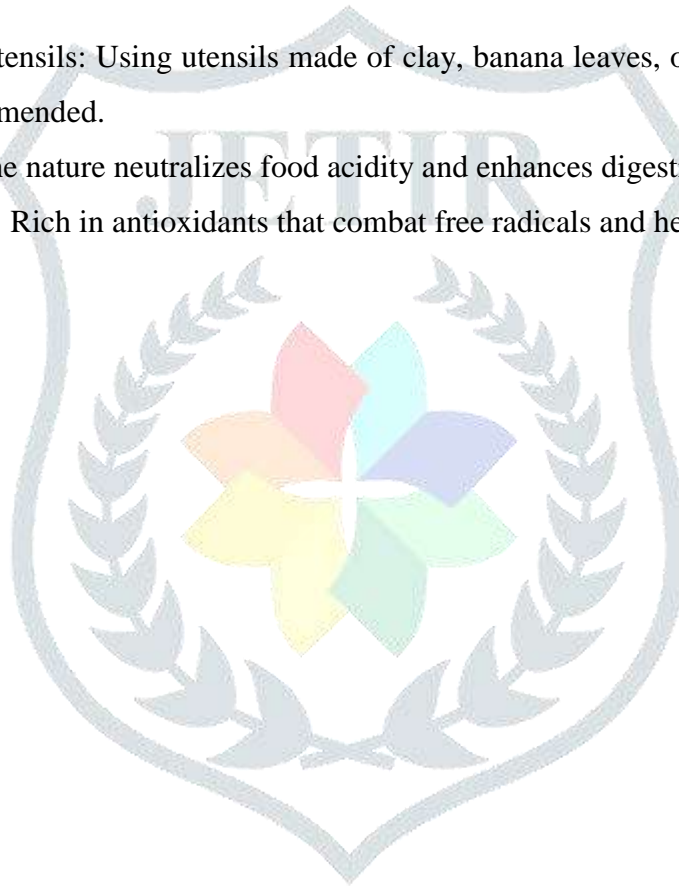 tensils: Using utensils made of clay, banana leaves, o
mended.
ne nature neutralizes food acidity and enhances digest
Rich in antioxidants that combat free radicals and he
JETIR